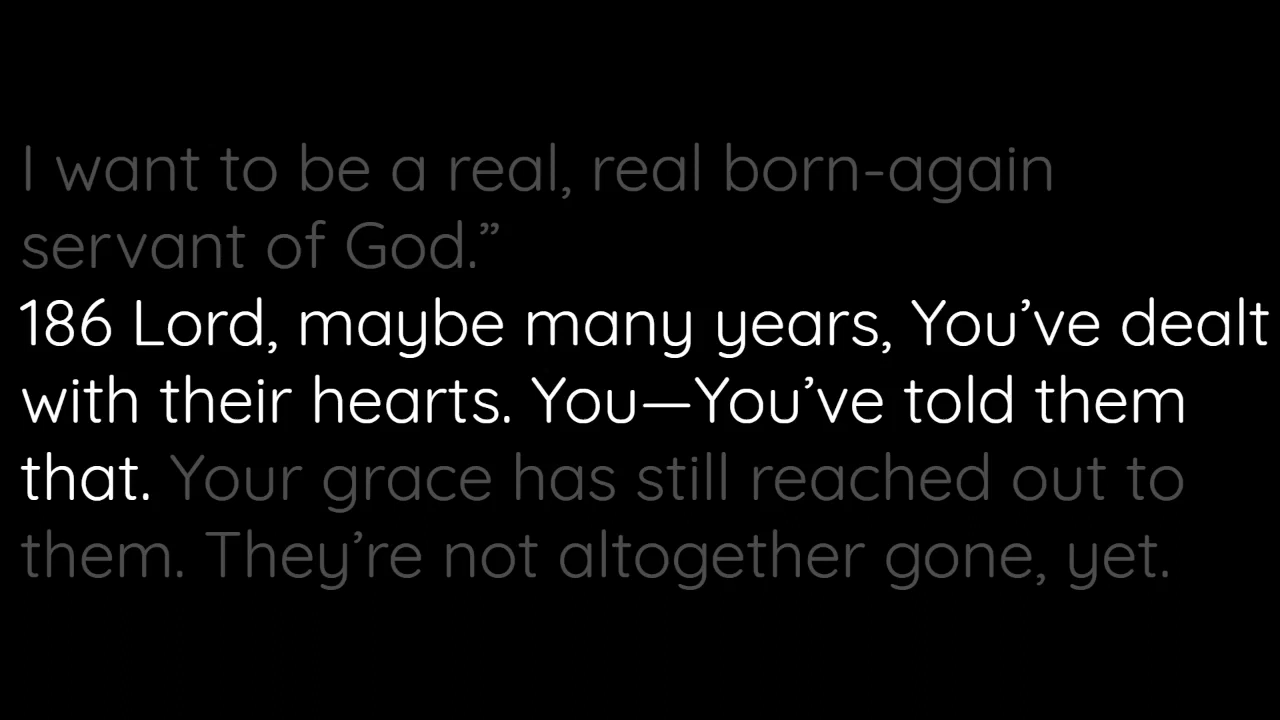 I want to be a real, real born-again
servant of God.”
186 Lord, maybe many years, You’ve dealt
with their hearts. You—You’ve told them
that. Your grace has still reached out to
them. They’re not altogether gone, yet.